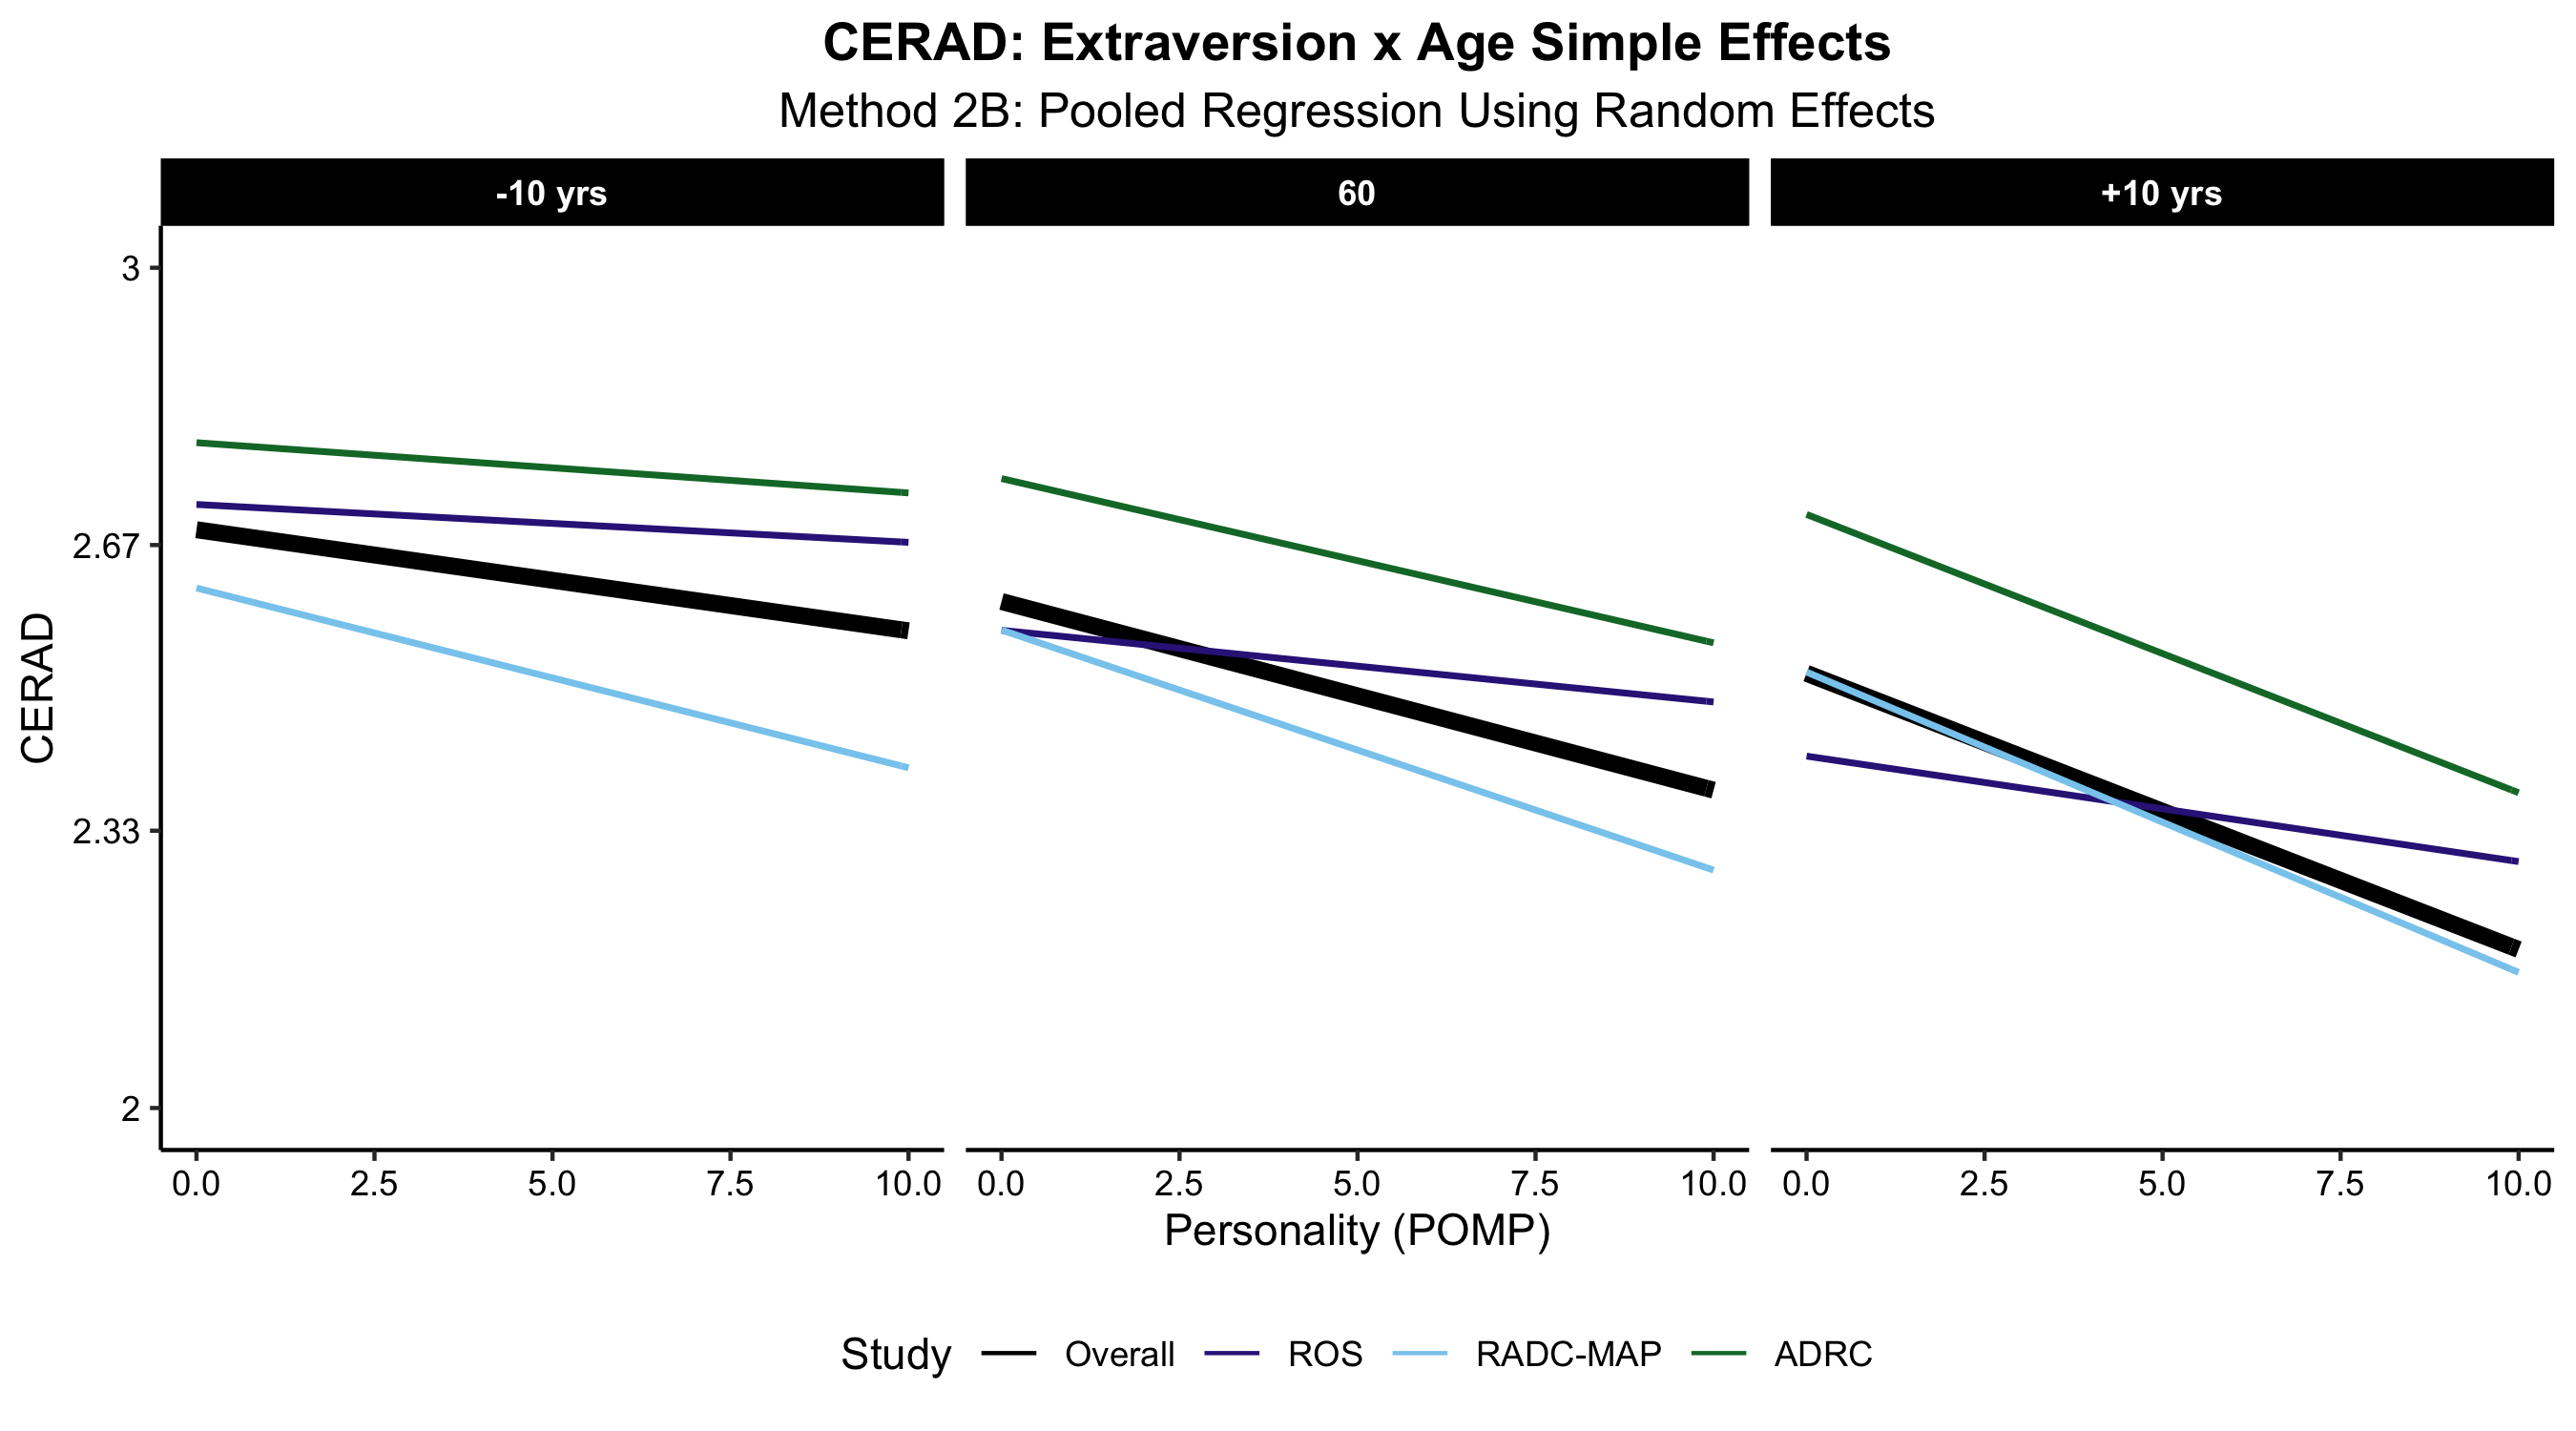 CERAD: Extraversion x Age Simple Effects
Method 2B: Pooled Regression Using Random Effects
-10 yrs 60 +10 yrs
3
2.67
2.33
2
CERAD
0.0 2.5 5.0 7.5 10.0 0.0 2.5 5.0 7.5 10.0 0.0 2.5 5.0 7.5 10.0
Personality (POMP)
Study Overall ROS RADC-MAP ADRC